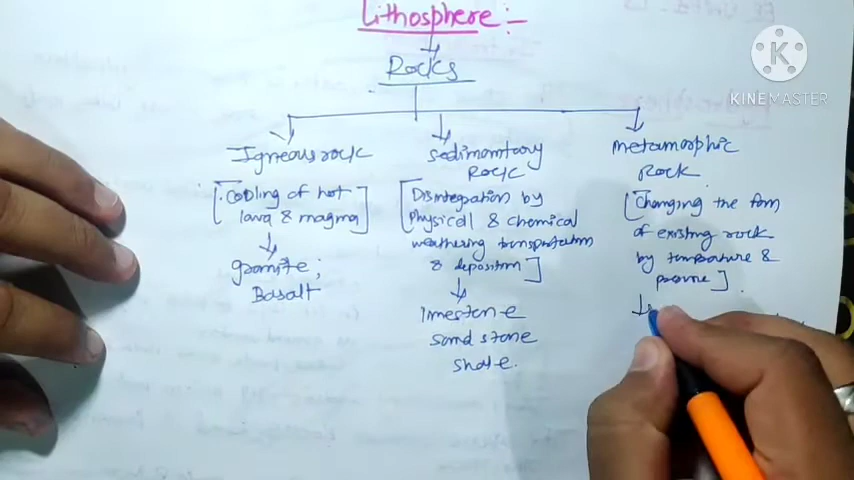 Lithosphere :-
Rocks
Igneous rock
[Cooling of hot
lava & magma]
granite;
Basalt
Sedimentary
Rock
[Disintegration by
Physical & chemical
weathering transportation
& deposition]
limestone
sand stone
shale.
Metamorphic
Rock
[Changing the form
of existing rock
by temperature &
pressure]
K
KINEMASTER